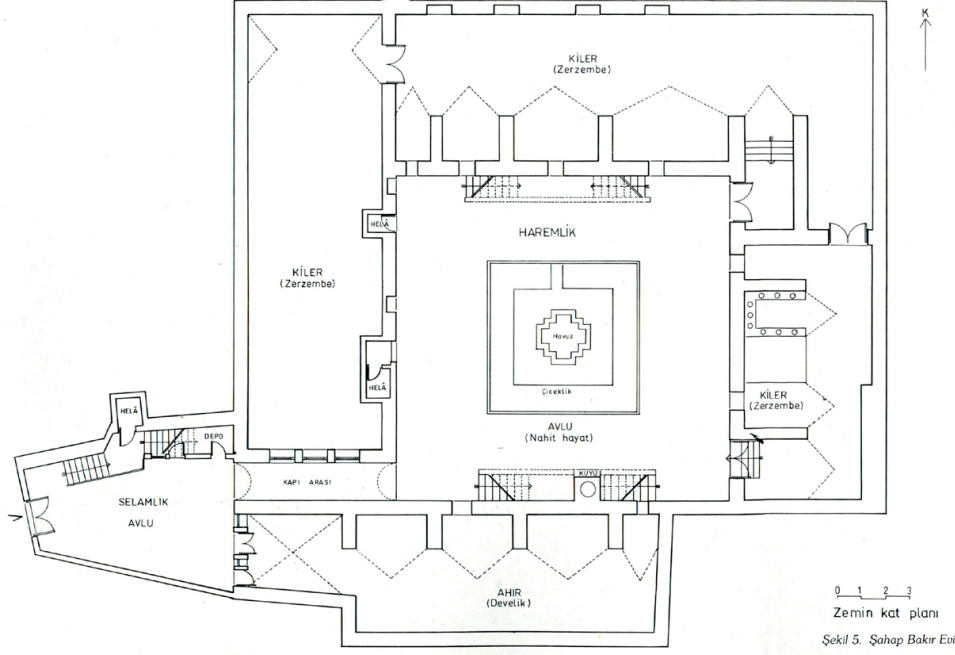 K
KİLER
(Zerzembe)
HELÂ
HAREMLİK
KİLER
(Zerzembe)
Havuz
Çiçeklik
HELÂ
KİLER
(Zerzembe)
AVLU
(Nahit hayat)
HELÂ
DEPO
KUYU
KAPI ARASI
SELAMLIK
AVLU
AHIR
(Develik)
0 1 2 3
Zemin kat planı
Şekil 5. Şahap Bakır Evi